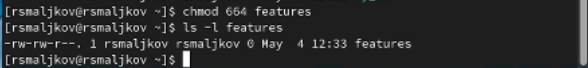 [rsmaljkov@rsmaljkov ~]$ chmod 664 features
[rsmaljkov@rsmaljkov ~]$ ls -l features
-rw-rw-r--. 1 rsmaljkov rsmaljkov 0 May  4 12:33 features
[rsmaljkov@rsmaljkov ~]$